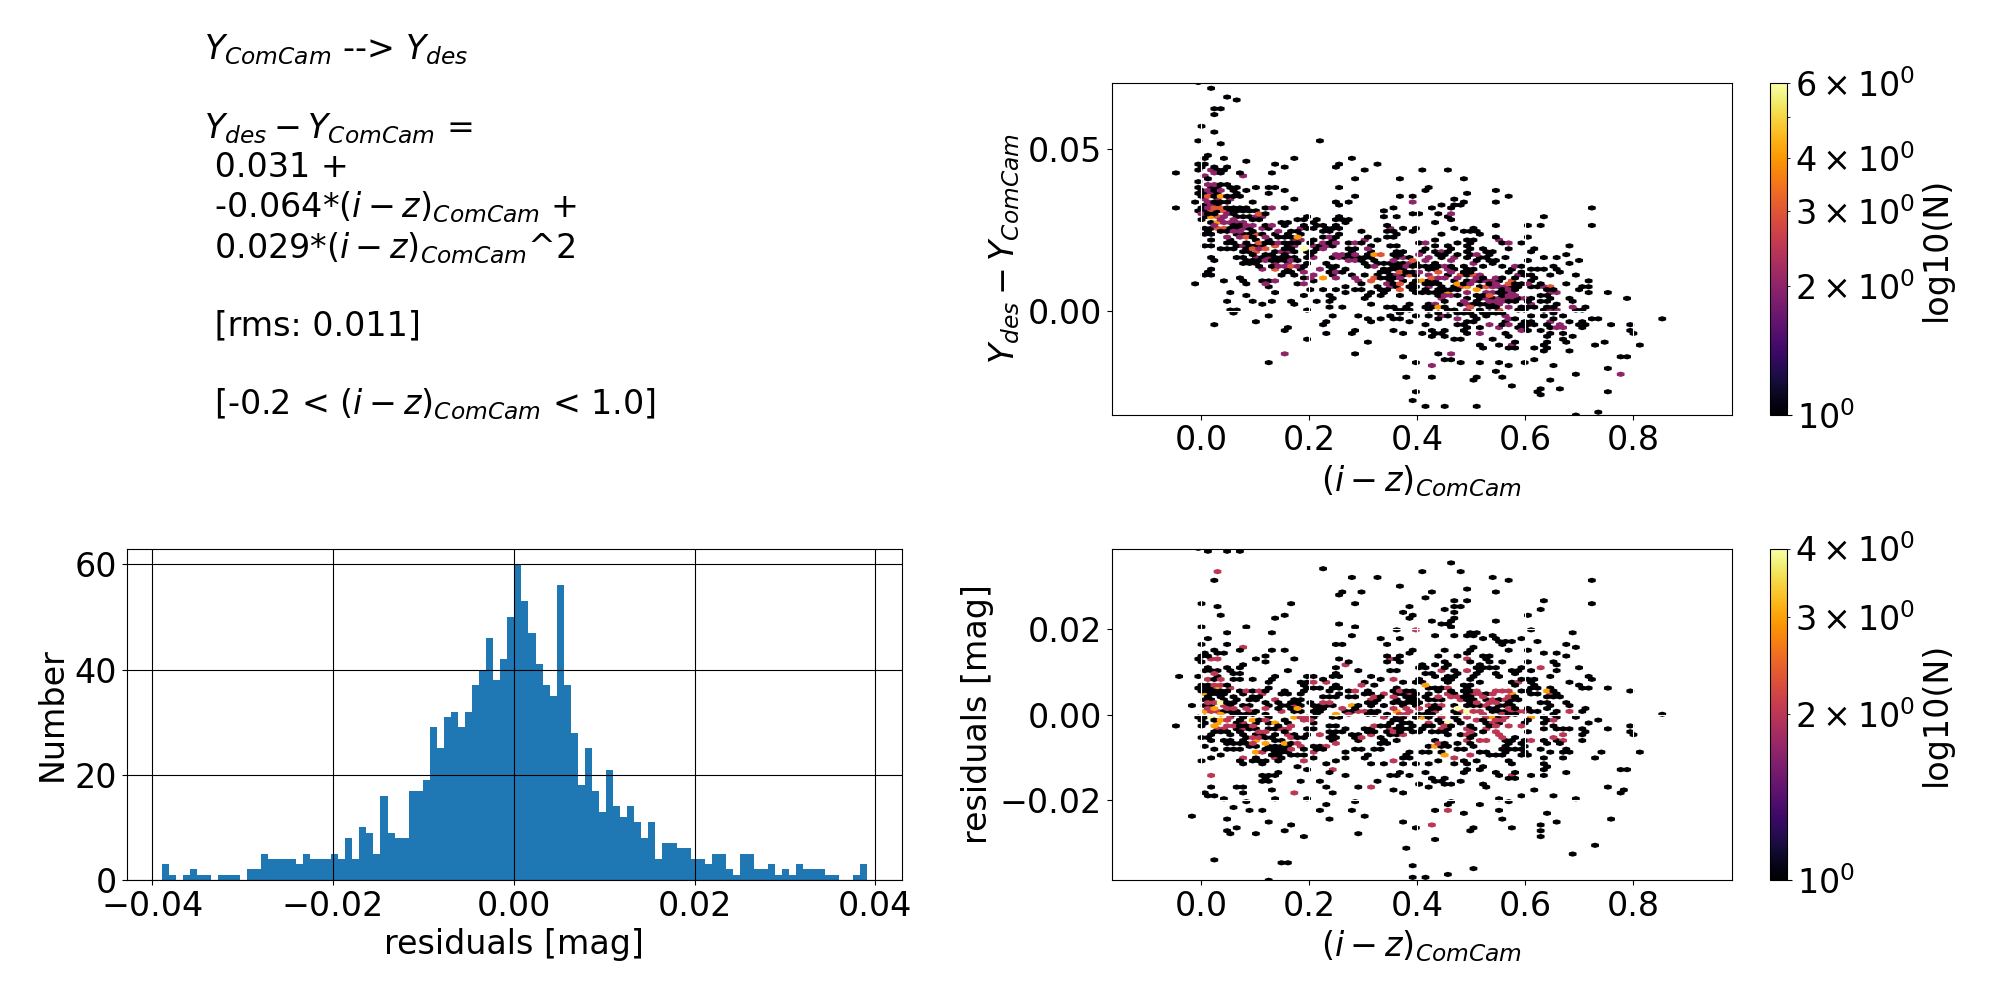 Y_ComCam --> Y_des
Y_des − Y_ComCam =
0.031 +
-0.064*(i − z)_ComCam +
0.029*(i − z)_ComCam^2
[rms: 0.011]
[-0.2 < (i − z)_ComCam < 1.0]
Y_des − Y_ComCam
0.05
0.00
0.0 0.2 0.4 0.6 0.8
(i − z)_ComCam
6 × 10^0
4 × 10^0
3 × 10^0
2 × 10^0
10^0
log10(N)
Number
60
40
20
0
−0.04 −0.02 0.00 0.02 0.04
residuals [mag]
residuals [mag]
0.02
0.00
−0.02
0.0 0.2 0.4 0.6 0.8
(i − z)_ComCam
4 × 10^0
3 × 10^0
2 × 10^0
10^0
log10(N)